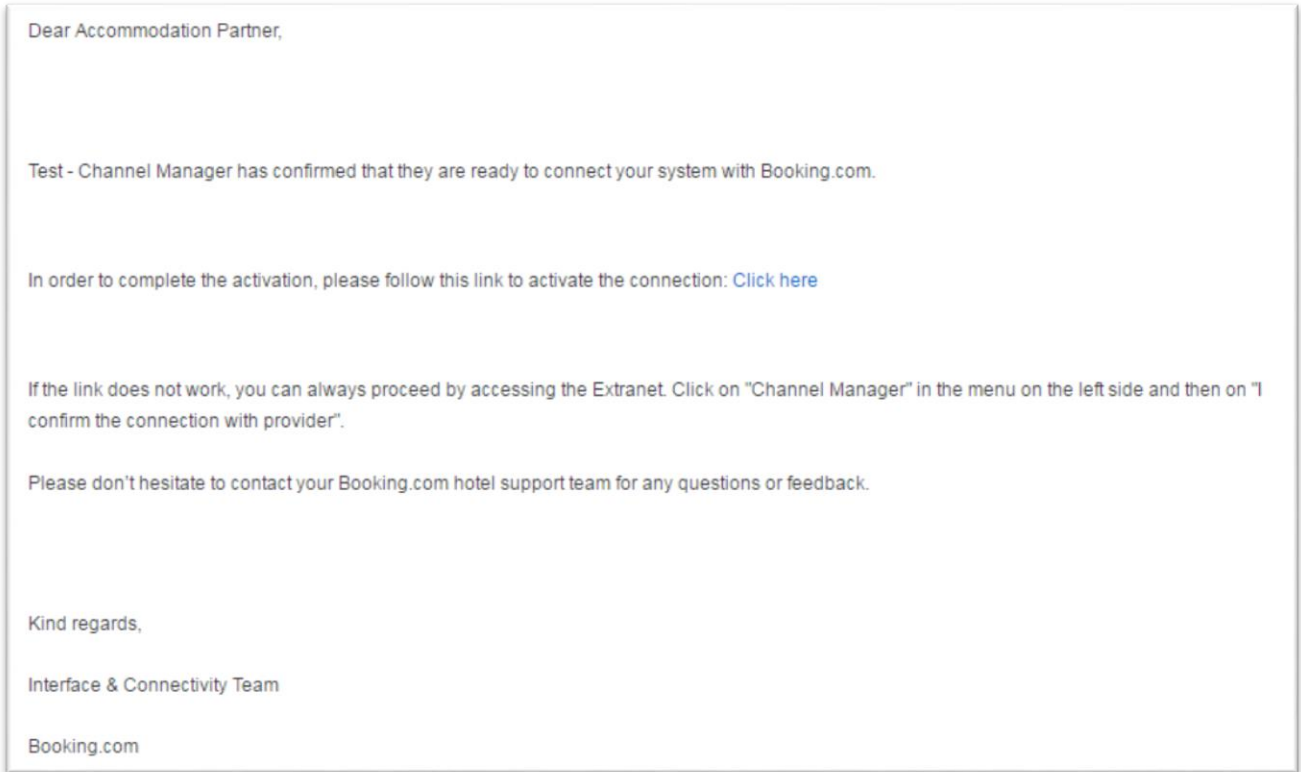 Dear Accommodation Partner,
Test - Channel Manager has confirmed that they are ready to connect your system with Booking.com.
In order to complete the activation, please follow this link to activate the connection: Click here
If the link does not work, you can always proceed by accessing the Extranet. Click on "Channel Manager" in the menu on the left side and then on "I
confirm the connection with provider".
Please don't hesitate to contact your Booking.com hotel support team for any questions or feedback.
Kind regards,
Interface & Connectivity Team
Booking.com